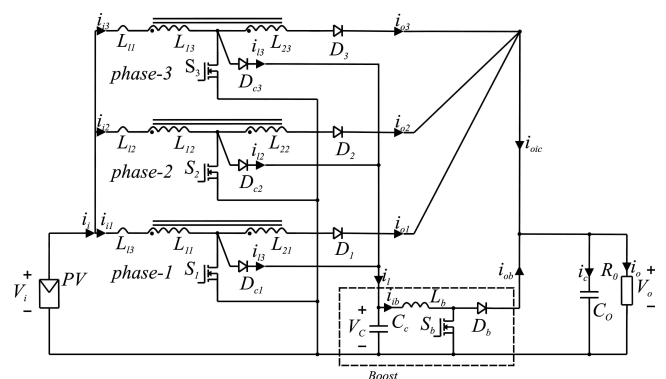 i_{i3} L_{l1} L_{13} L_{23} D_3 i_{o3}
phase-3 S_3 D_{c3} i_{l3}
i_{i2} L_{l2} L_{12} L_{22} D_2 i_{o2}
phase-2 S_2 D_{c2} i_{l2} i_{oic}
i_i i_{i1} L_{l3} L_{11} L_{21} D_1 i_{o1}
phase-1 S_1 D_{c1} i_{l3} i_l i_{ob}
+ V_i − PV
i_{ib} L_b + V_C − C_c S_b D_b
i_c C_O R_0 i_o + V_o −
Boost